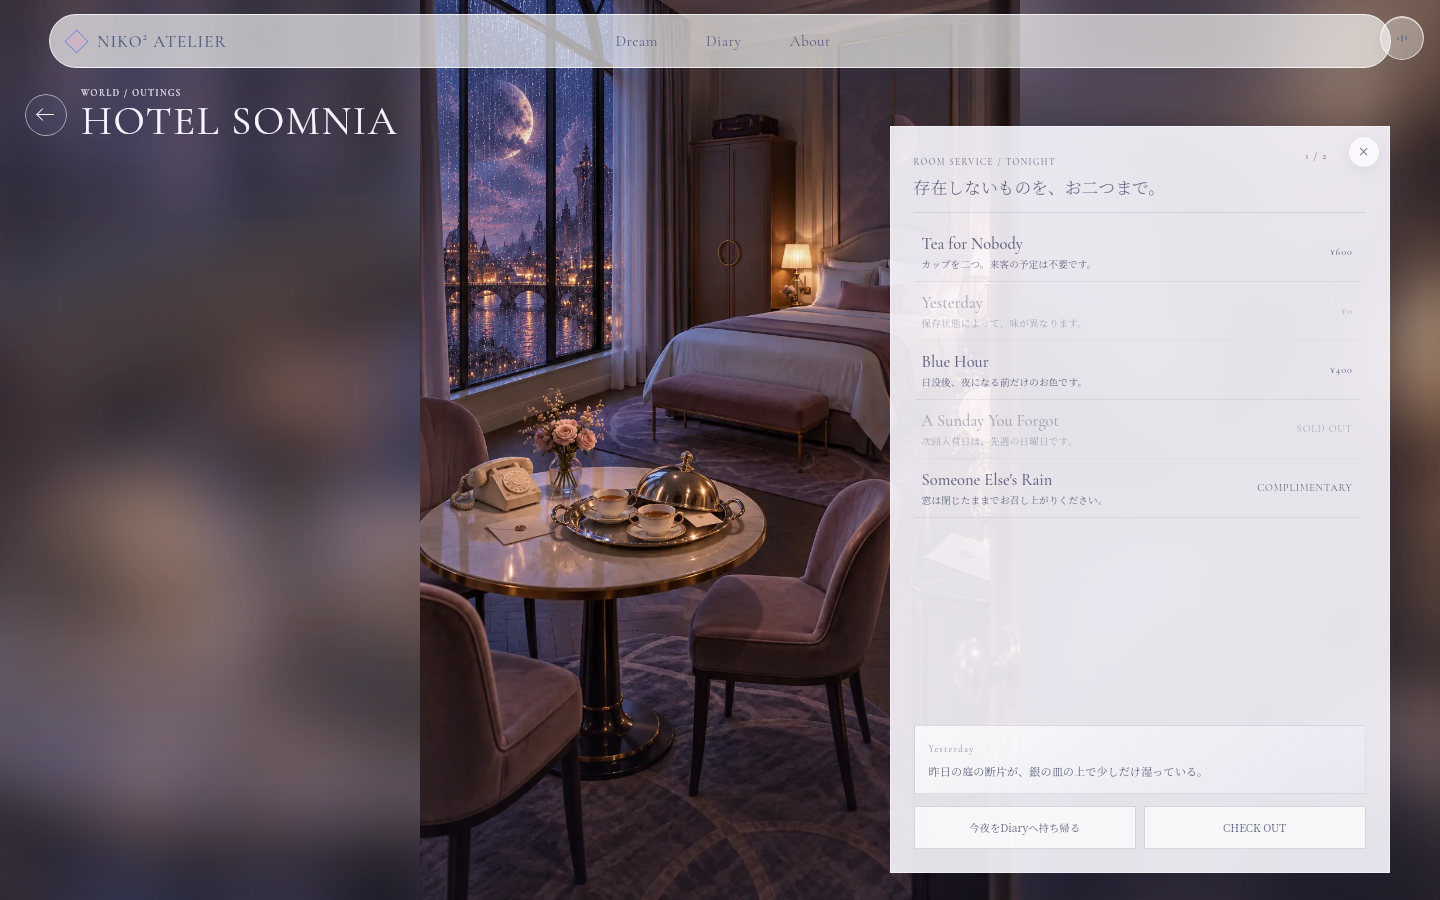 NIKO² ATELIER
Dream
Diary
About
WORLD / OUTINGS
HOTEL SOMNIA
ROOM SERVICE / TONIGHT
1 / 2
存在しないものを、お二つまで。
Tea for Nobody
¥600
カップを二つ。来客の予定は不要です。
Yesterday
¥0
保存状態によって、味が異なります。
Blue Hour
¥400
日没後、夜になる前だけのお色です。
A Sunday You Forgot
SOLD OUT
次回入荷日は、先週の日曜日です。
Someone Else's Rain
COMPLIMENTARY
窓は閉じたままでお召し上がりください。
Yesterday
昨日の庭の断片が、銀の皿の上で少しだけ湿っている。
今夜をDiaryへ持ち帰る
CHECK OUT